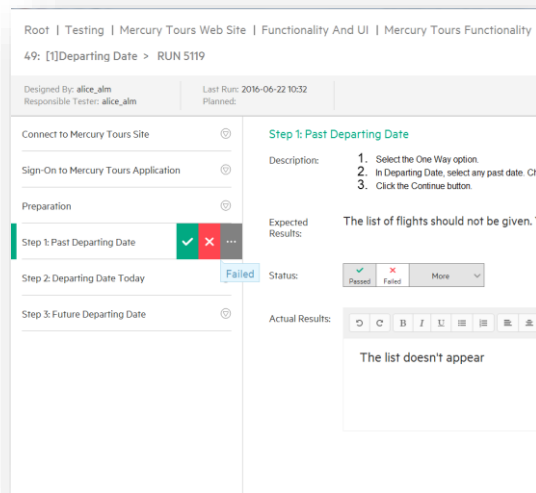 Root | Testing | Mercury Tours Web Site | Functionality And UI | Mercury Tours Functionality
49: [1]Departing Date > RUN 5119
Designed By: alice_alm
Responsible Tester: alice_alm
Last Run: 2016-06-22 10:32
Planned:
Connect to Mercury Tours Site
Sign-On to Mercury Tours Application
Preparation
Step 1: Past Departing Date
Failed
Step 2: Departing Date Today
Step 3: Future Departing Date
Step 1: Past Departing Date
Description:
1. Select the One Way option.
2. In Departing Date, select any past date.
3. Click the Continue button.
Expected
Results:
The list of flights should not be given.
Status:
Passed
Failed
More
Actual Results:
B I U
The list doesn't appear